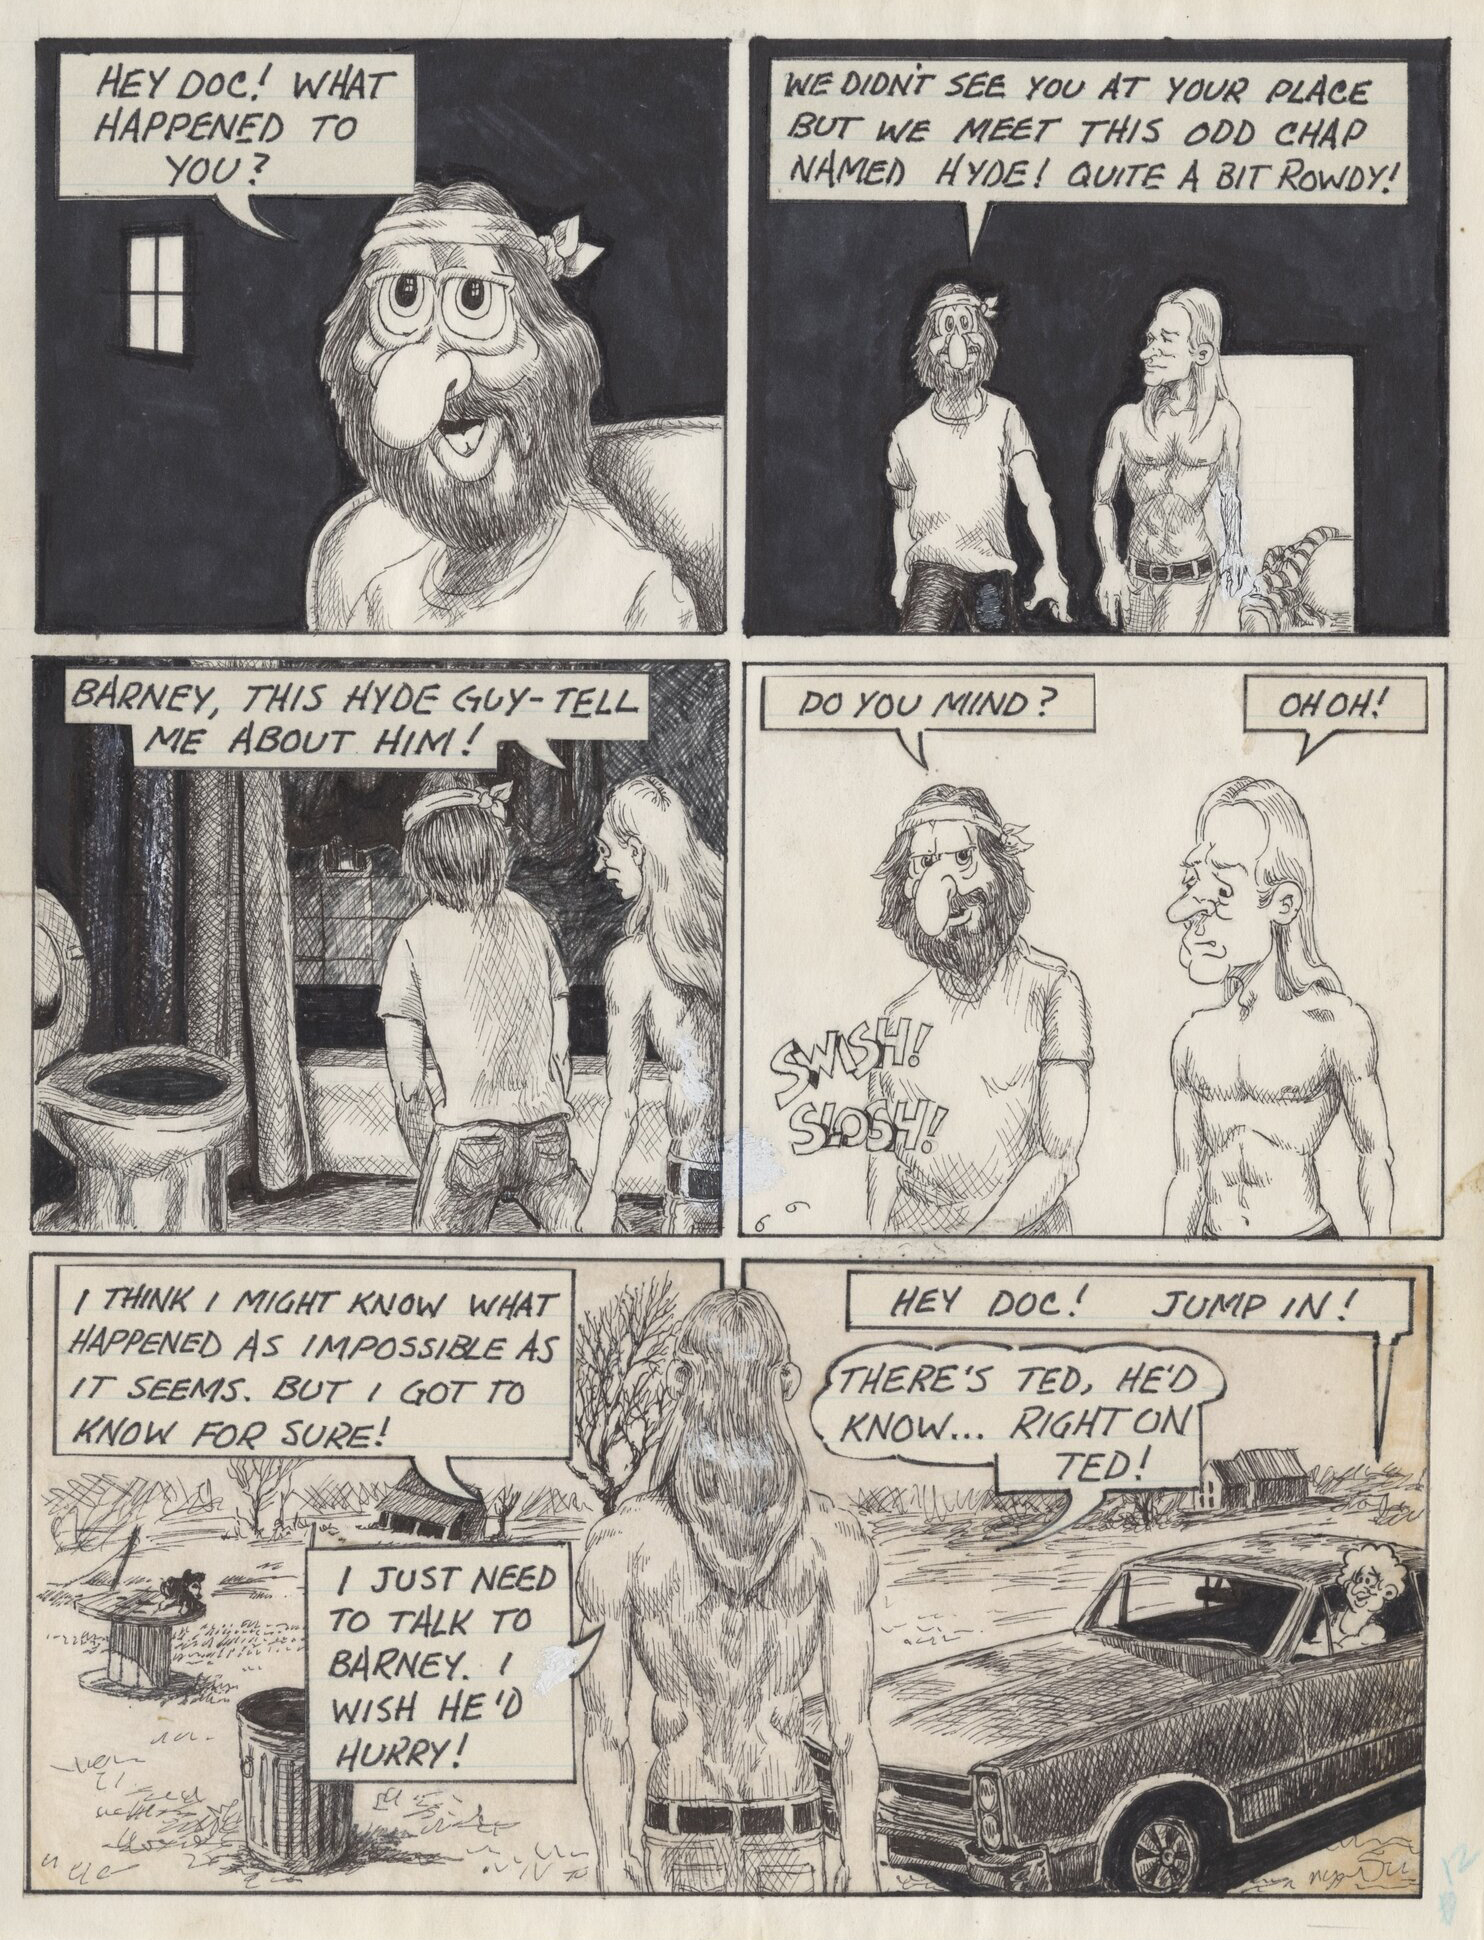 HEY DOC! WHAT
HAPPENED TO
YOU?
WE DIDN'T SEE YOU AT YOUR PLACE
BUT WE MEET THIS ODD CHAP
NAMED HYDE! QUITE A BIT ROWDY!
BARNEY, THIS HYDE GUY-TELL
ME ABOUT HIM!
DO YOU MIND?
OH OH!
SWISH!
SLOSH!
I THINK I MIGHT KNOW WHAT
HAPPENED AS IMPOSSIBLE AS
IT SEEMS. BUT I GOT TO
KNOW FOR SURE!
I JUST NEED
TO TALK TO
BARNEY. I
WISH HE'D
HURRY!
HEY DOC! JUMP IN!
THERE'S TED, HE'D
KNOW... RIGHT ON
TED!